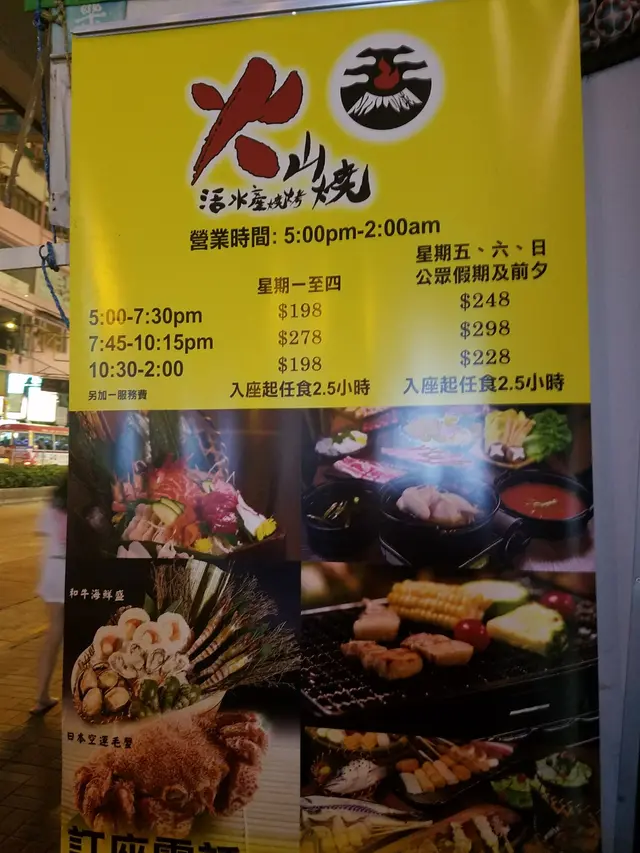 火山燒
活水產燒烤
營業時間: 5:00pm-2:00am
星期一至四
星期五、六、日
公眾假期及前夕
5:00-7:30pm $198 $248
7:45-10:15pm $278 $298
10:30-2:00 $198 $228
另加一服務費
入座起任食2.5小時
入座起任食2.5小時
和牛海鮮盛
日本空運毛蟹
訂座電話